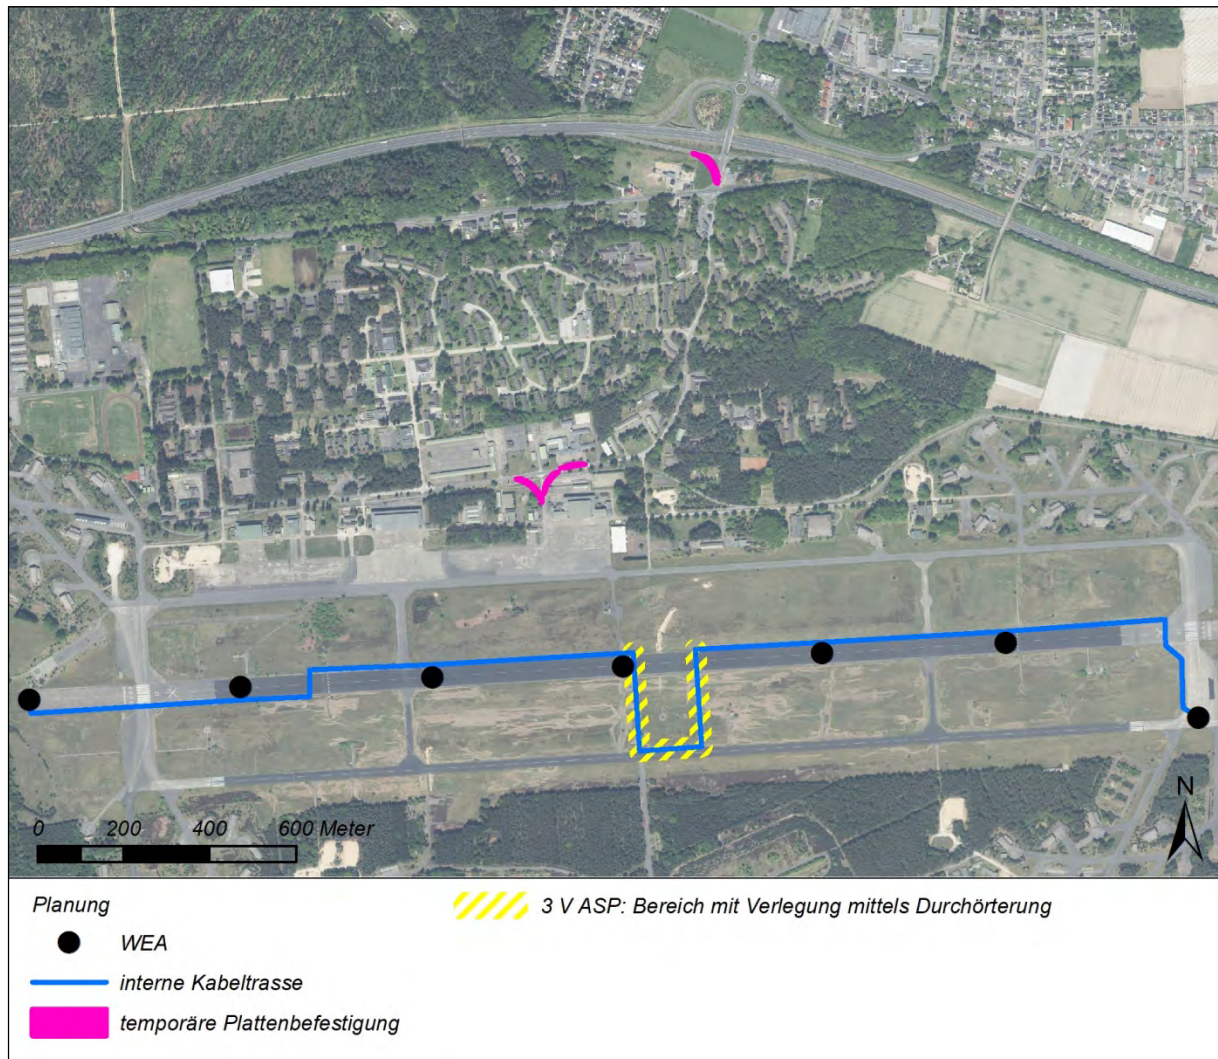 N
0 200 400 600 Meter
Planung
3 V ASP: Bereich mit Verlegung mittels Durchörterung
WEA
interne Kabeltrasse
temporäre Plattenbefestigung